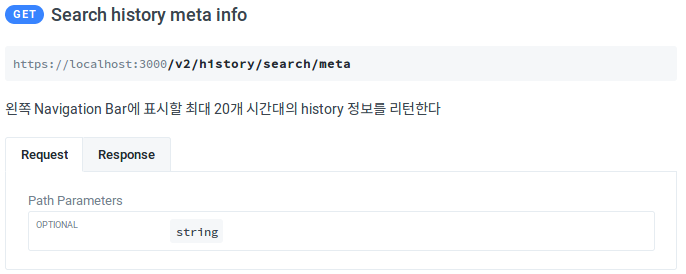 GET Search history meta info
https://localhost:3000/v2/history/search/meta
왼쪽 Navigation Bar에 표시할 최대 20개 시간대의 history 정보를 리턴한다
Request Response
Path Parameters
OPTIONAL string